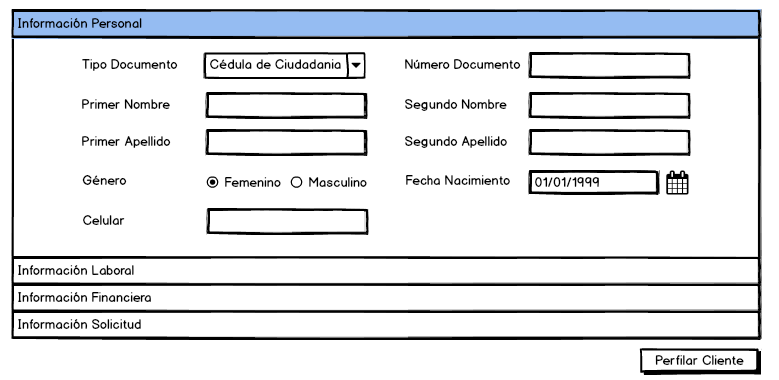 Información Personal
Tipo Documento Cédula de Ciudadania Número Documento
Primer Nombre Segundo Nombre
Primer Apellido Segundo Apellido
Género Femenino Masculino Fecha Nacimiento 01/01/1999
Celular
Información Laboral
Información Financiera
Información Solicitud
Perfilar Cliente